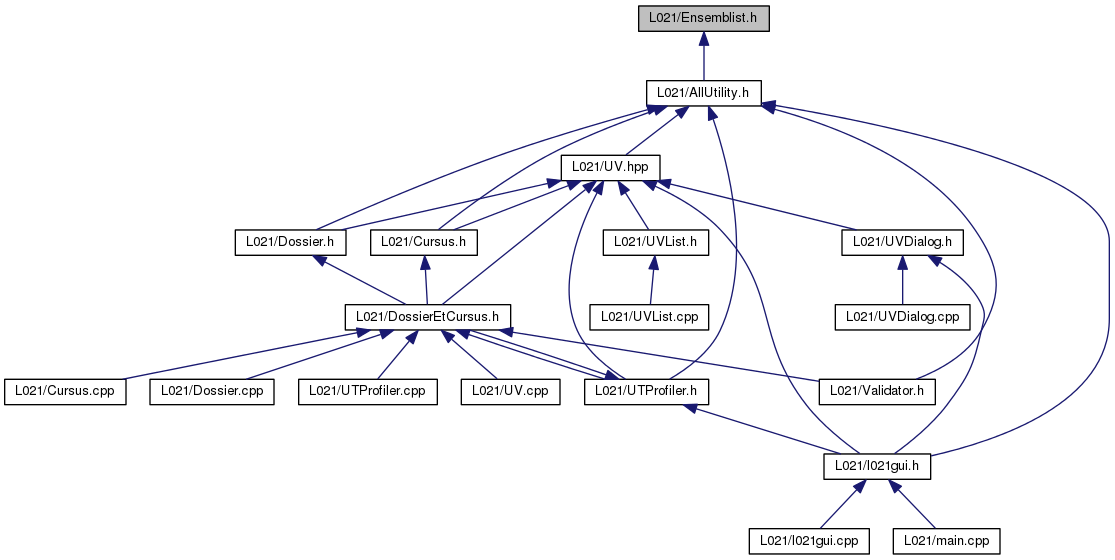 L021/Ensemblist.h
L021/AllUtility.h
L021/UV.hpp
L021/Dossier.h
L021/Cursus.h
L021/UVList.h
L021/UVDialog.h
L021/DossierEtCursus.h
L021/UVList.cpp
L021/UVDialog.cpp
L021/Cursus.cpp
L021/Dossier.cpp
L021/UTProfiler.cpp
L021/UV.cpp
L021/UTProfiler.h
L021/Validator.h
L021/l021gui.h
L021/l021gui.cpp
L021/main.cpp